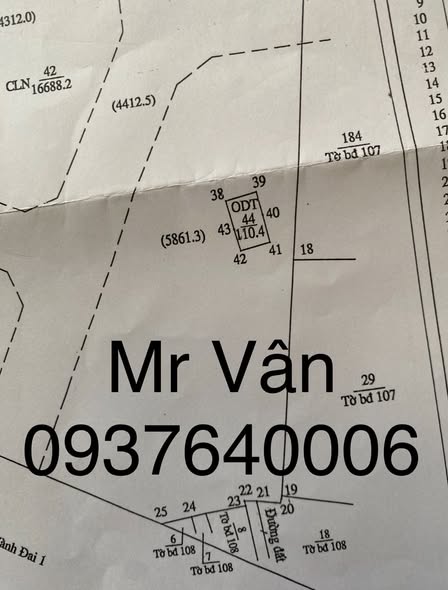 4312.0)
CLN 42
16688.2
(4412.5)
9
10
11
12
13
14
15
16
17
184
Tờ bđ 107
39
38
ODT
44
110.4
40
43
(5861.3)
41
42
18
Mr Vân
29
Tờ bđ 107
0937640006
22 21 19
23
24
25
20
6
Tờ bđ 108
7
Tờ bđ 108
8
Tờ bđ 108
Đường đất
18
Tờ bđ 108
ành Đai 1